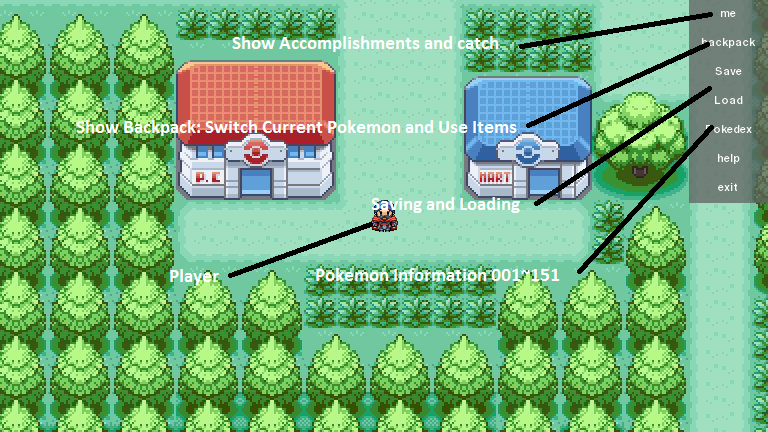 me
Show Accomplishments and catch
backpack
Save
Load
Show Backpack: Switch Current Pokemon and Use Items
Pokedex
help
P.C
MART
exit
Saving and Loading
Player
Pokemon Information 001~151